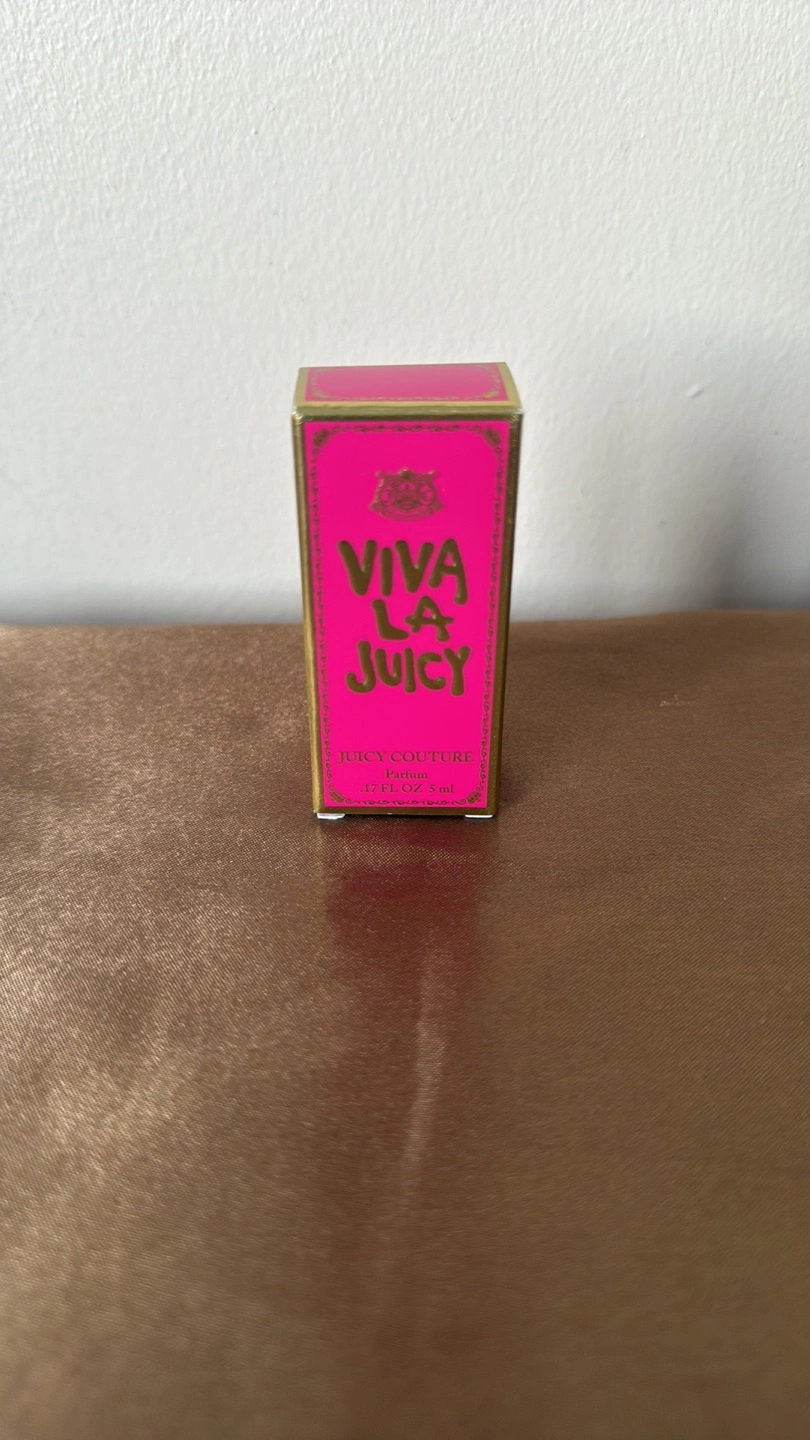 VIVA
LA
JUICY
JUICY COUTURE
Parfum
.17 FL OZ 5 ml